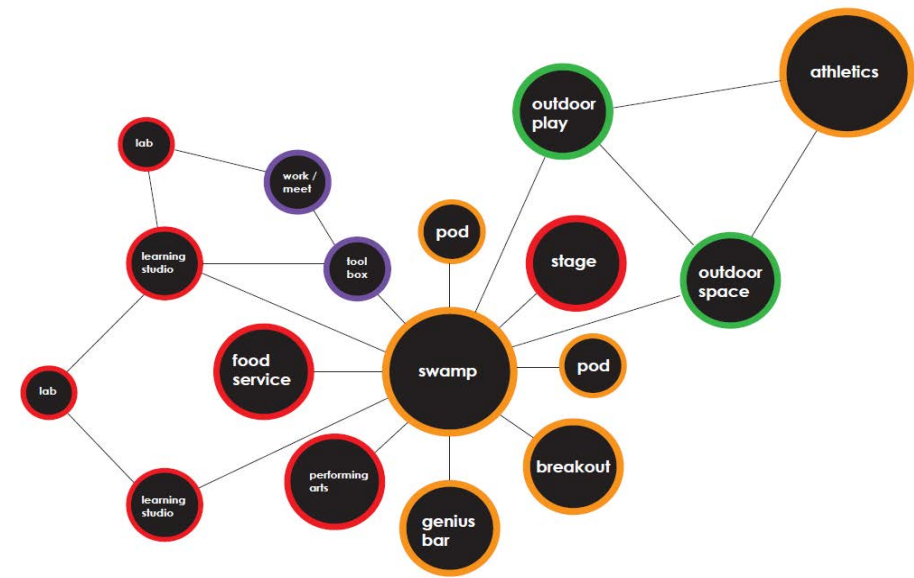 athletics
outdoor
play
lab
work /
meet
pod
stage
learning
studio
tool
box
outdoor
space
food
service
swamp
pod
lab
breakout
performing
arts
learning
studio
genius
bar